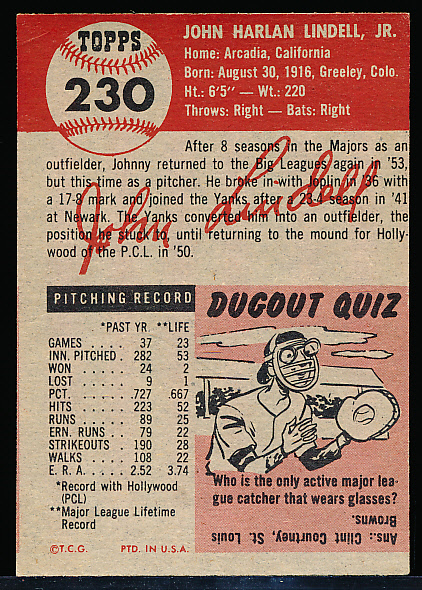 TOPPS
230
JOHN HARLAN LINDELL, JR.
Home: Arcadia, California
Born: August 30, 1916, Greeley, Colo.
Ht.: 6'5" — Wt.: 220
Throws: Right — Bats: Right
After 8 seasons in the Majors as an
outfielder, Johnny returned to the Big Leagues again in '53,
but this time as a pitcher. He broke in with Joplin in '36 with
a 17-8 mark and joined the Yanks after a 23-4 season in '41
at Newark. The Yanks converted him into an outfielder, the
position he stuck to, until returning to the mound for Holly-
wood of the P.C.L. in '50.
John Lindell
PITCHING RECORD
*PAST YR. **LIFE
GAMES . . . . . 37 23
INN. PITCHED . 282 53
WON . . . . . 24 2
LOST . . . . . 9 1
PCT. . . . . . .727 .667
HITS . . . . . 223 52
RUNS . . . . . 89 25
ERN. RUNS . . 79 22
STRIKEOUTS . 190 28
WALKS . . . . 108 22
E. R. A. . . . . 2.52 3.74
*Record with Hollywood
(PCL)
**Major League Lifetime
Record
©T.C.G. PTD. IN U.S.A.
DUGOUT QUIZ
Who is the only active major lea-
gue catcher that wears glasses?
Ans.: Clint Courtney, St. Louis
Browns.